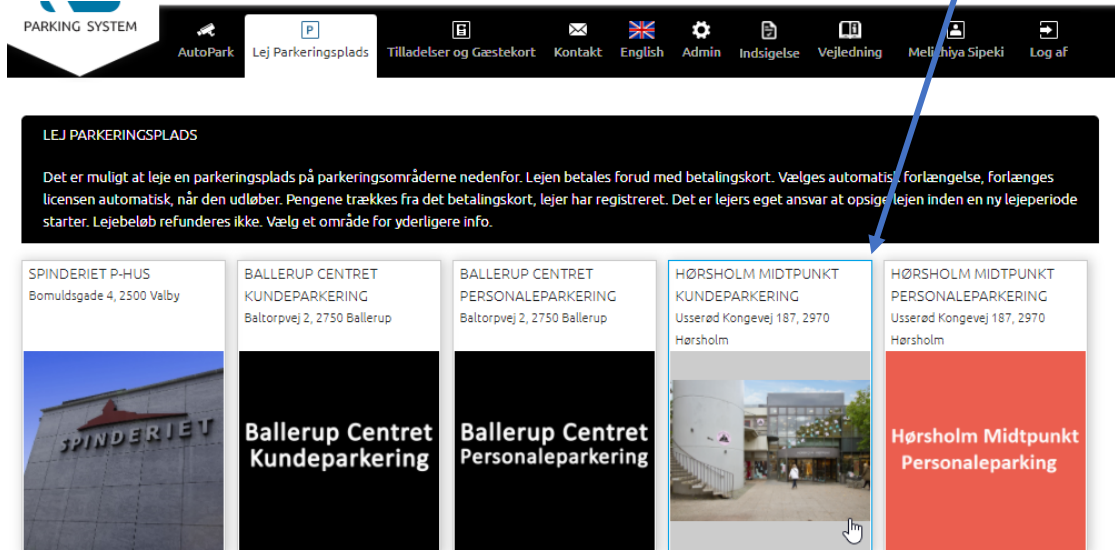 PARKING SYSTEM
AutoPark
Lej Parkeringsplads
Tilladelser og Gæstekort
Kontakt
English
Admin
Indsigelse
Vejledning
Sipeki
Log af
LEJ PARKERINGSPLADS
Det er muligt at leje en parkeringsplads på parkeringsområderne nedenfor. Lejen betales forud med betalingskort. Vælges automatisk forlængelse, forlænges
licensen automatisk, når den udløber. Pengene trækkes fra det betalingskort, lejer har registreret. Det er lejers eget ansvar at opsige lejen inden en ny lejeperiode
starter. Lejebeløb refunderes ikke. Vælg et område for yderligere info.
SPINDERIET P-HUS
Bomuldsgade 4, 2500 Valby
SPINDERIET
BALLERUP CENTRET
KUNDEPARKERING
Baltorpvej 2, 2750 Ballerup
Ballerup Centret
Kundeparkering
BALLERUP CENTRET
PERSONALEPARKERING
Baltorpvej 2, 2750 Ballerup
Ballerup Centret
Personaleparkering
HØRSHOLM MIDTPUNKT
KUNDEPARKERING
Usserød Kongevej 187, 2970
Hørsholm
HØRSHOLM MIDTPUNKT
PERSONALEPARKERING
Usserød Kongevej 187, 2970
Hørsholm
Hørsholm Midtpunkt
Personaleparking